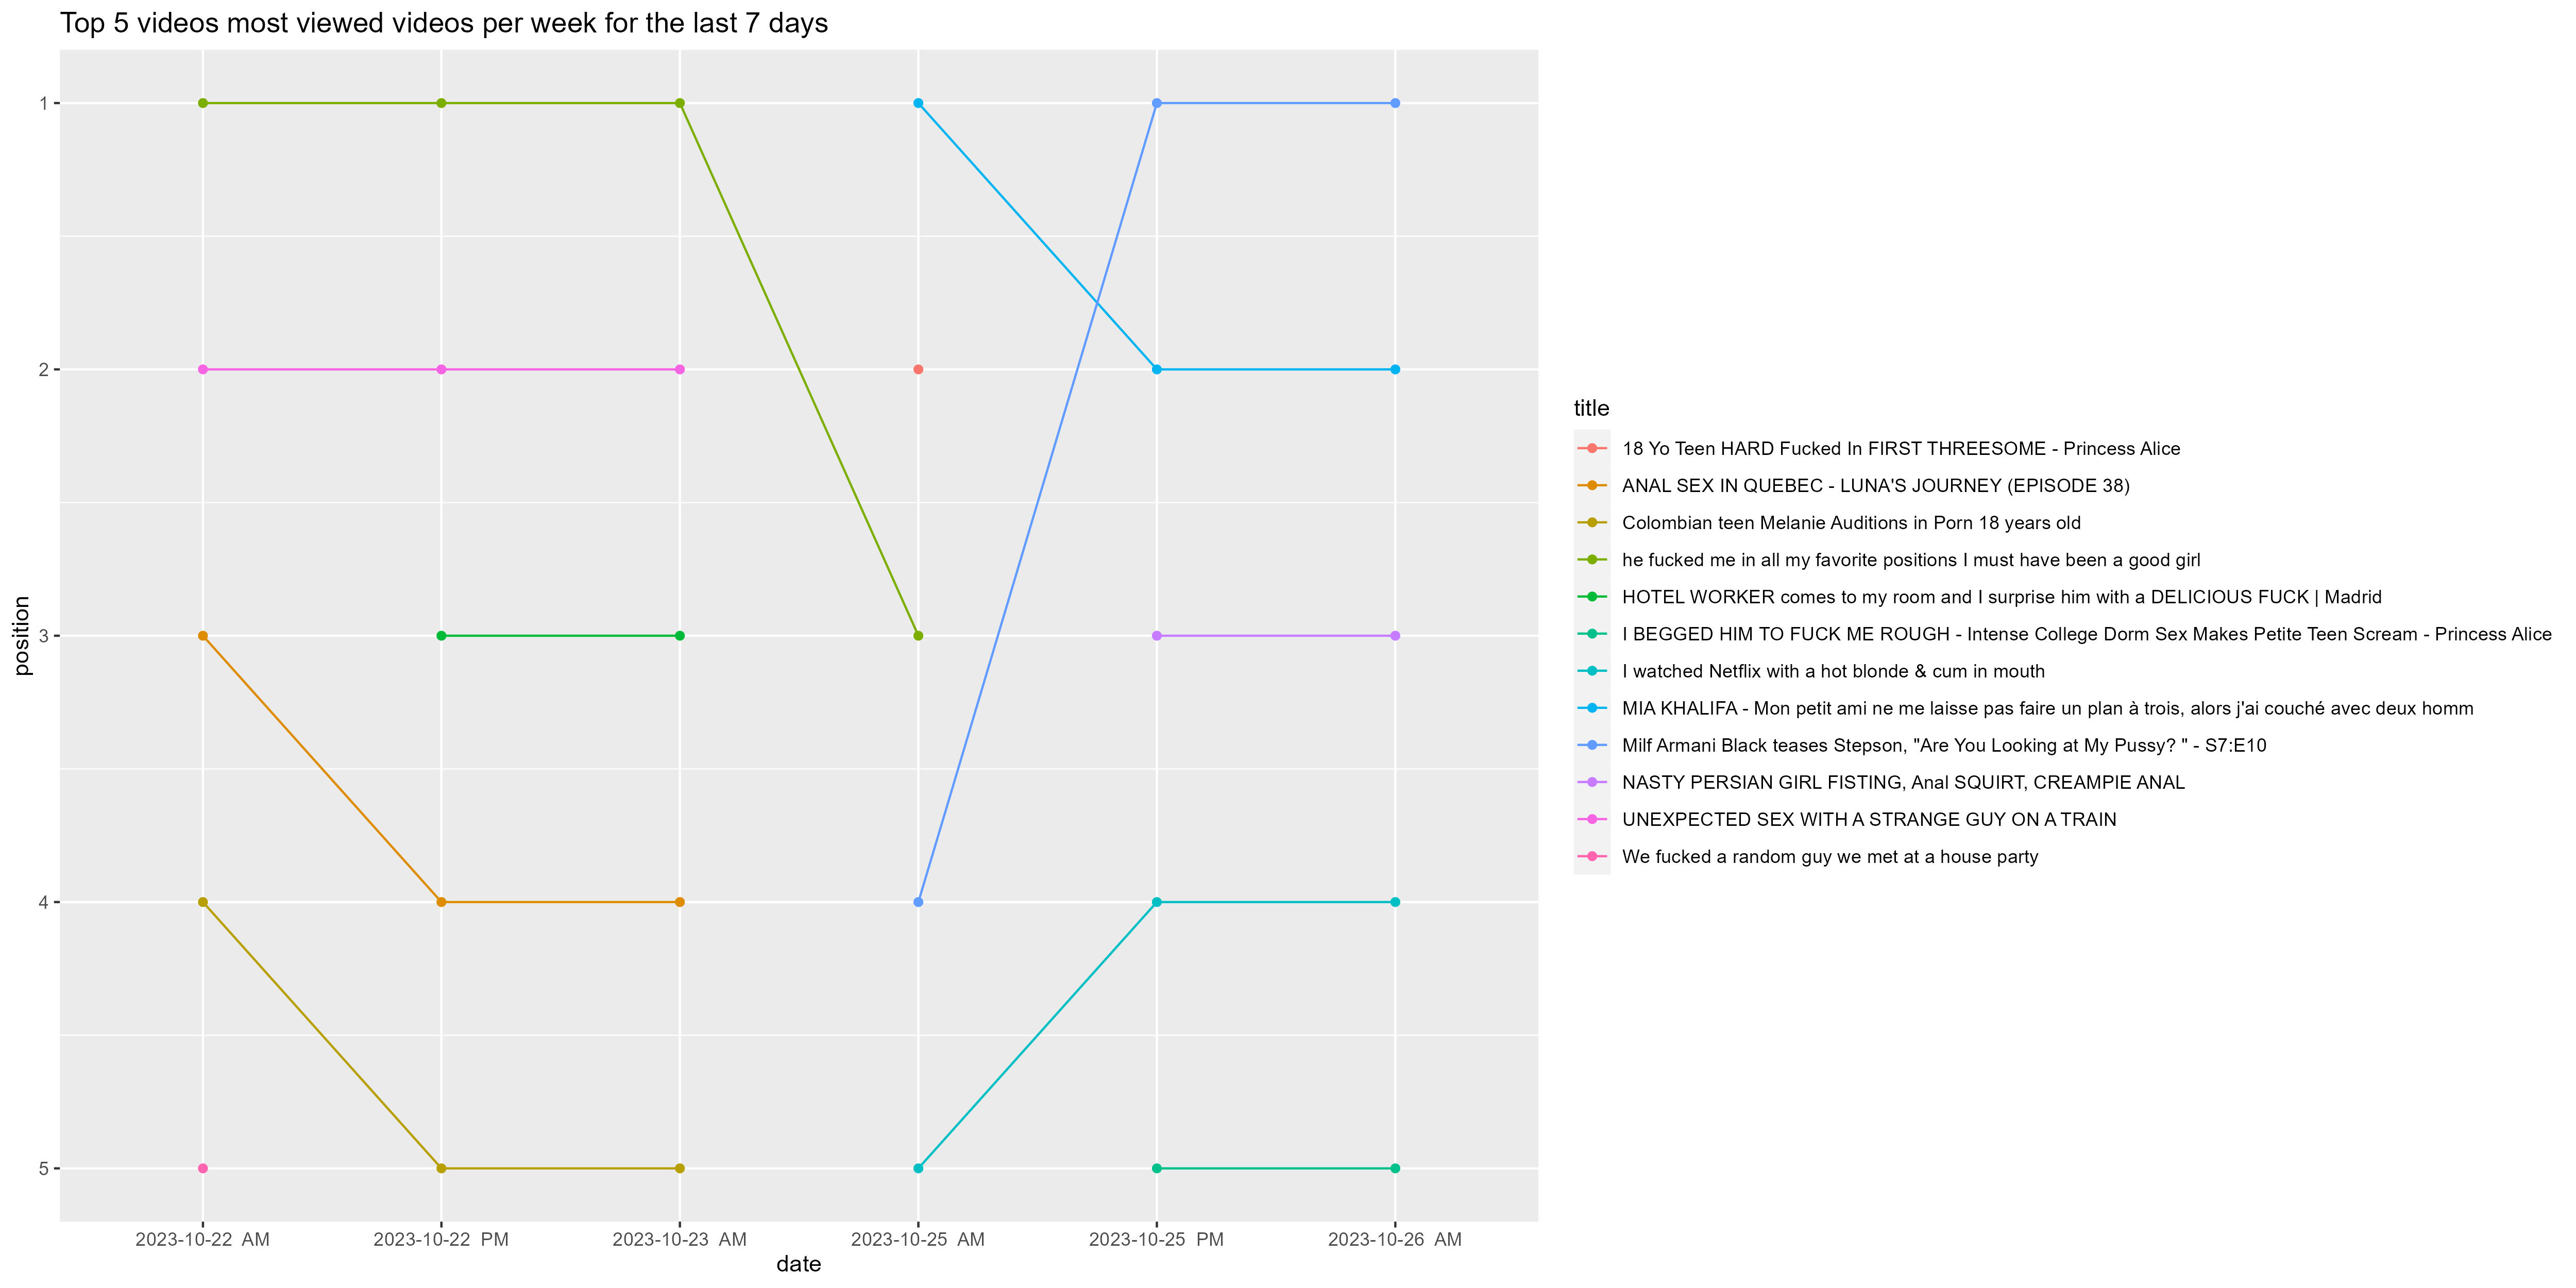 Top 5 videos most viewed videos per week for the last 7 days
position
1
2
3
4
5
2023-10-22 AM
2023-10-22 PM
2023-10-23 AM
2023-10-25 AM
2023-10-25 PM
2023-10-26 AM
date
title
18 Yo Teen HARD Fucked In FIRST THREESOME - Princess Alice
ANAL SEX IN QUEBEC - LUNA'S JOURNEY (EPISODE 38)
Colombian teen Melanie Auditions in Porn 18 years old
he fucked me in all my favorite positions I must have been a good girl
HOTEL WORKER comes to my room and I surprise him with a DELICIOUS FUCK | Madrid
I BEGGED HIM TO FUCK ME ROUGH - Intense College Dorm Sex Makes Petite Teen Scream - Princess Alice
I watched Netflix with a hot blonde & cum in mouth
MIA KHALIFA - Mon petit ami ne me laisse pas faire un plan à trois, alors j'ai couché avec deux homm
Milf Armani Black teases Stepson, "Are You Looking at My Pussy? " - S7:E10
NASTY PERSIAN GIRL FISTING, Anal SQUIRT, CREAMPIE ANAL
UNEXPECTED SEX WITH A STRANGE GUY ON A TRAIN
We fucked a random guy we met at a house party